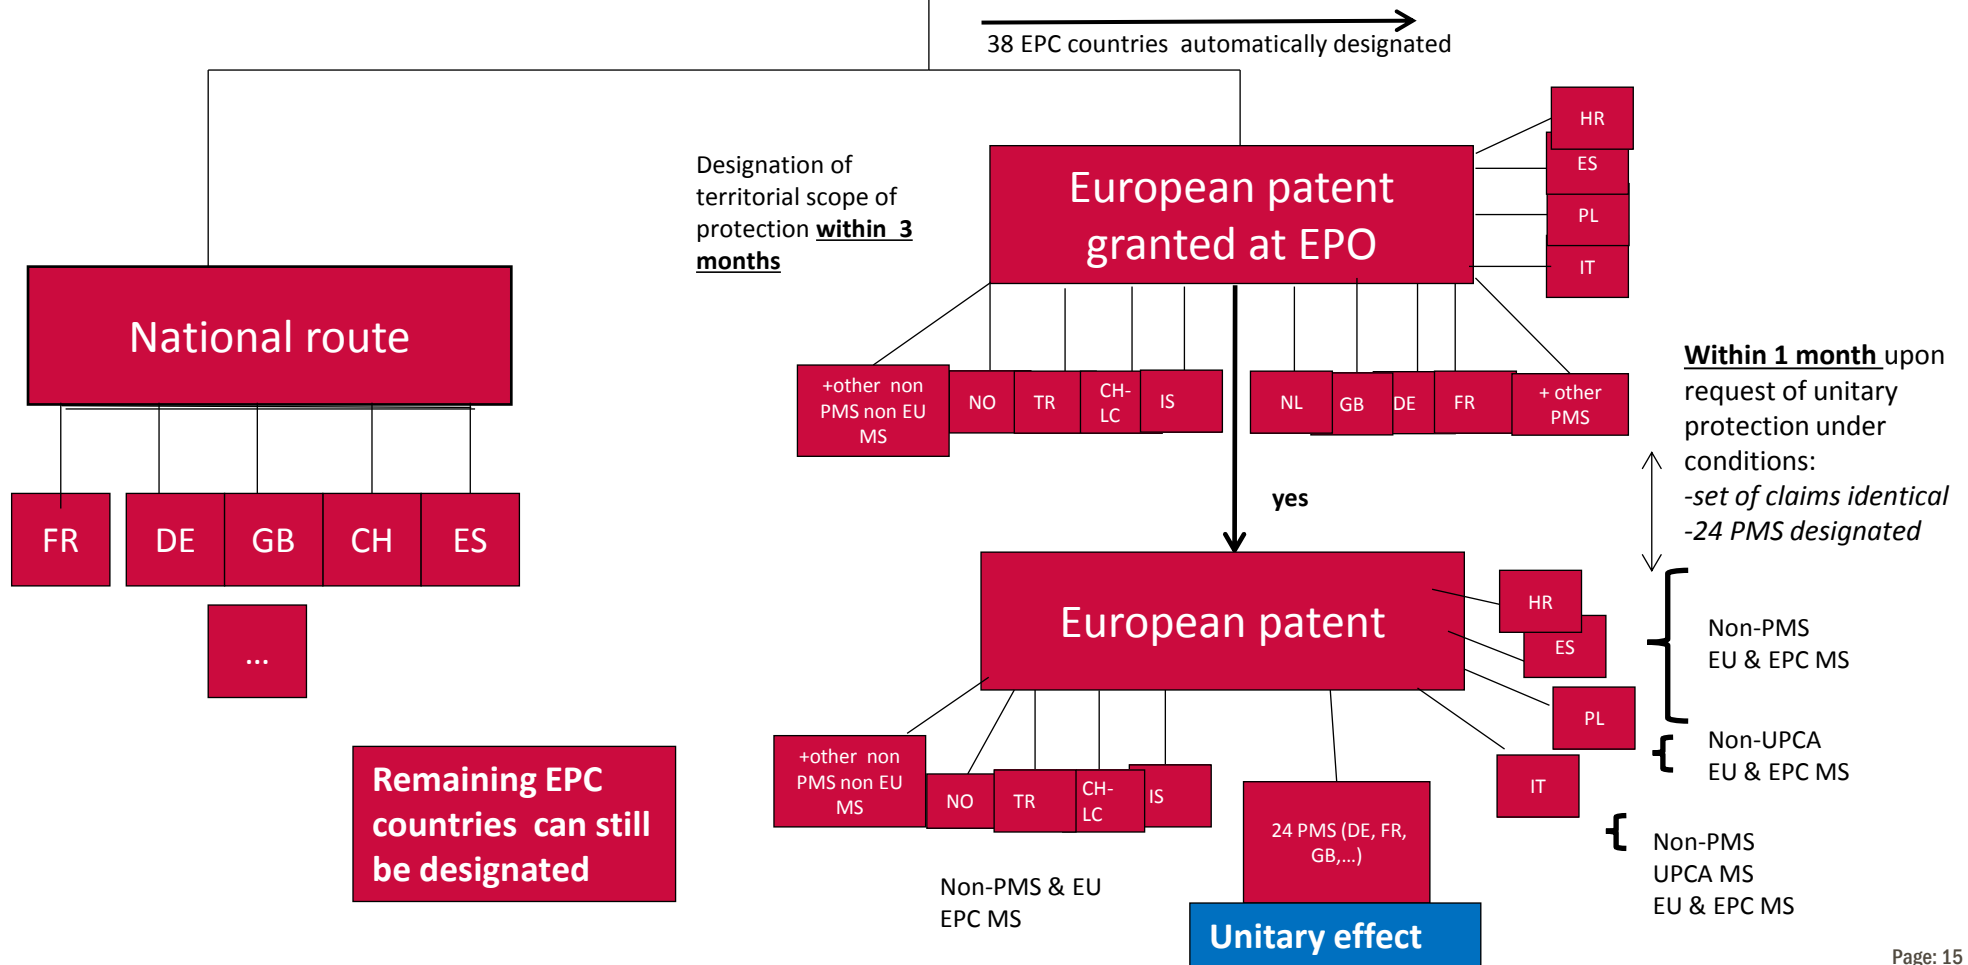 38 EPC countries  automatically designated
HR
ES
PL
IT
Designation of
territorial scope of
protection within  3
months
European patent
granted at EPO
National route
Within 1 month upon
request of unitary
protection under
conditions:
-set of claims identical
-24 PMS designated
+other  non
PMS non EU
MS
NO
TR
CH-
LC
IS
NL
GB
DE
FR
+ other
PMS
yes
FR
DE
GB
CH
ES
...
European patent
HR
ES
PL
IT
Non-PMS
EU & EPC MS
Non-UPCA
EU & EPC MS
Non-PMS
UPCA MS
EU & EPC MS
Remaining EPC
countries  can still
be designated
+other  non
PMS non EU
MS
NO
TR
CH-
LC
IS
24 PMS (DE, FR,
GB,...)
Non-PMS & EU
EPC MS
Unitary effect
Page: 15